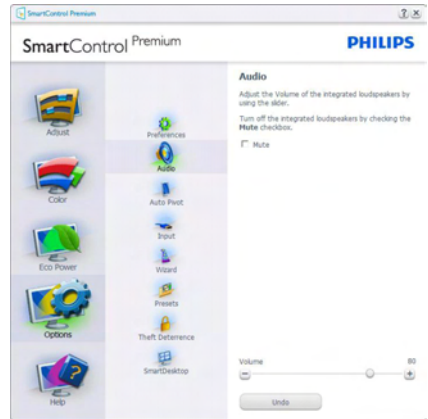 SmartControl Premium
SmartControl Premium
PHILIPS
Adjust
Color
Eco Power
Options
Help
Preferences
Audio
Auto Pivot
Input
Wizard
Presets
Theft Deterrence
SmartDesktop
Audio
Adjust the Volume of the integrated loudspeakers by
using the slider.
Turn off the integrated loudspeakers by checking the
Mute checkbox.
Mute
Volume 80
Undo